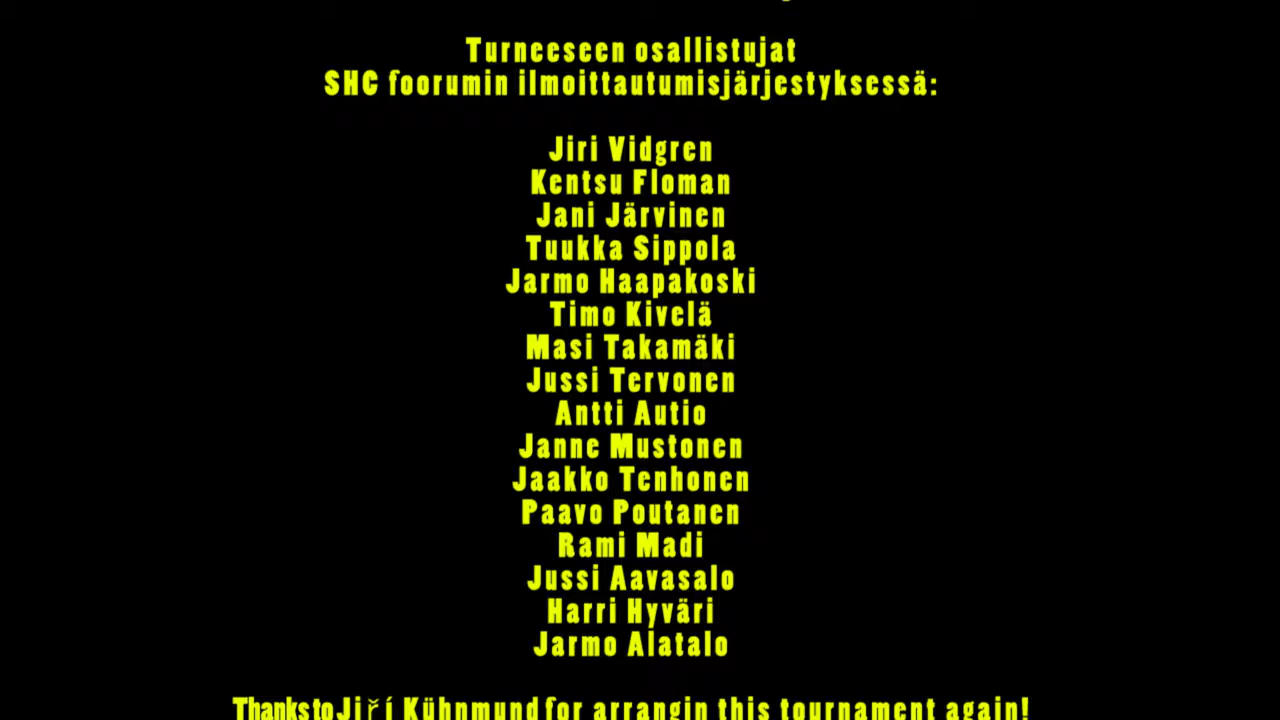 Turneeseen osallistujat
SHC foorumin ilmoittautumisjärjestyksessä:
Jiri Vidgren
Kentsu Floman
Jani Järvinen
Tuukka Sippola
Jarmo Haapakoski
Timo Kivelä
Masi Takamäki
Jussi Tervonen
Antti Autio
Janne Mustonen
Jaakko Tenhonen
Paavo Poutanen
Rami Madi
Jussi Aavasalo
Harri Hyväri
Jarmo Alatalo
Thanks to Jiří Kühnmund for arrangin this tournament again!